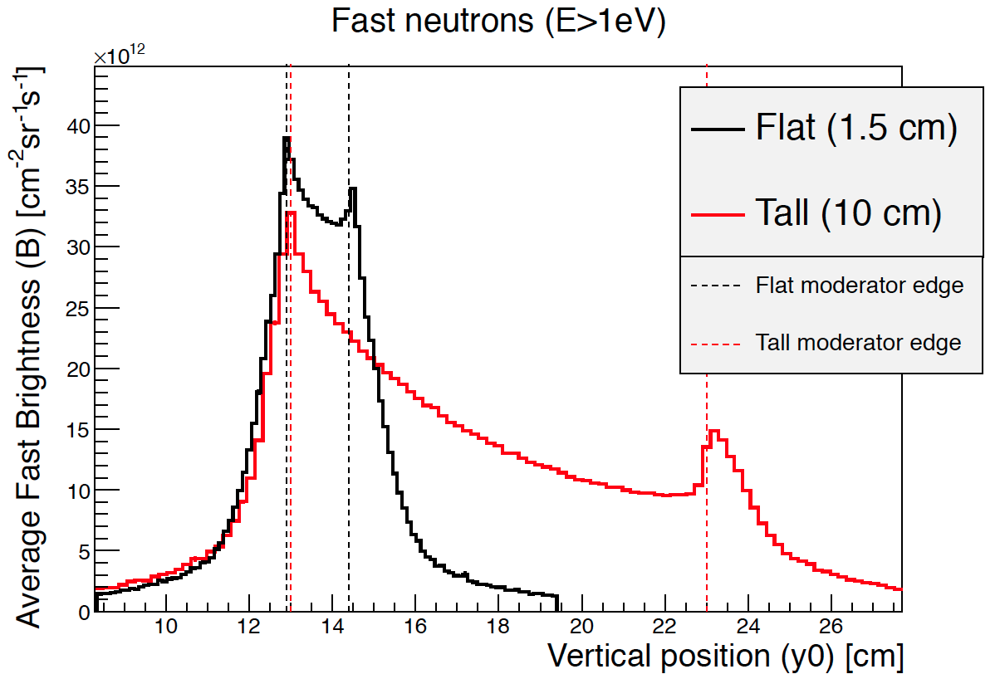 Fast neutrons (E>1eV)
×10¹²
Average Fast Brightness (B) [cm⁻²sr⁻¹s⁻¹]
40
35
30
25
20
15
10
5
0
10 12 14 16 18 20 22 24 26
Vertical position (y0) [cm]
Flat (1.5 cm)
Tall (10 cm)
Flat moderator edge
Tall moderator edge